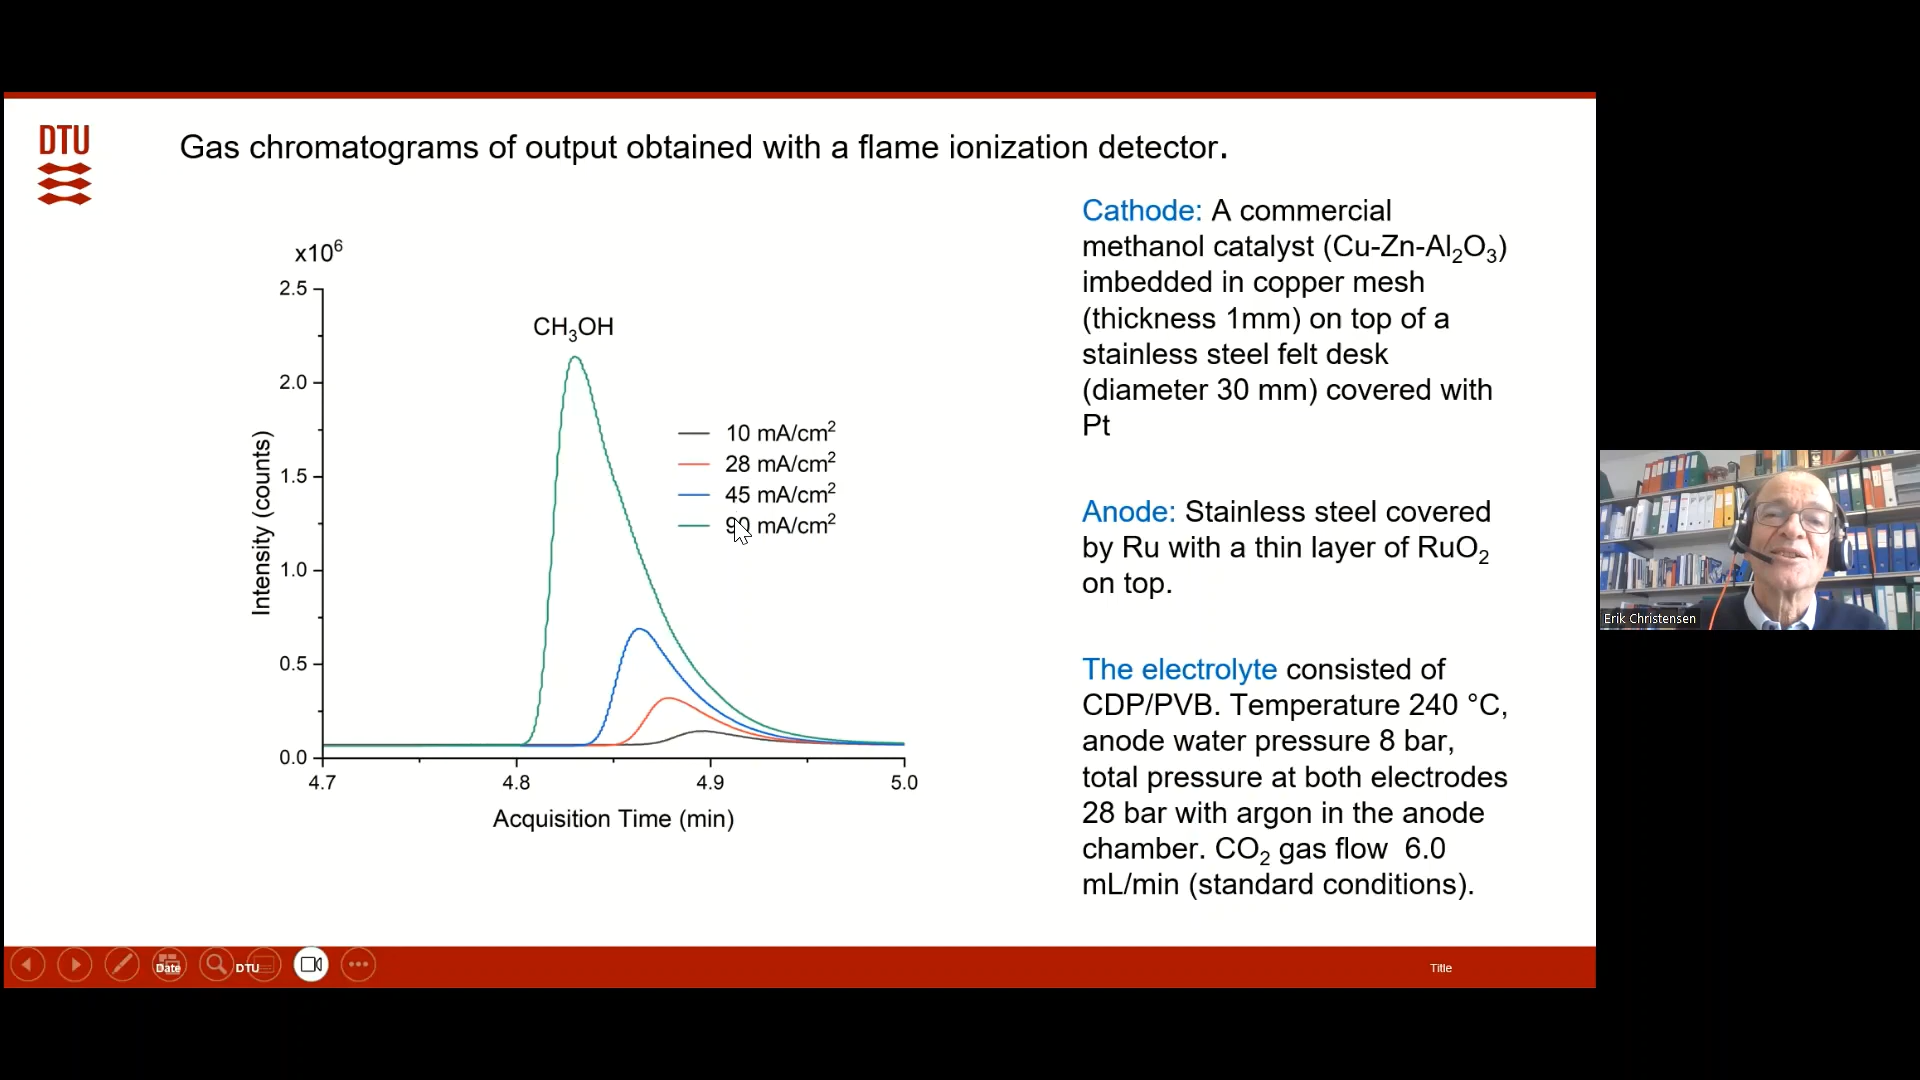 DTU
Gas chromatograms of output obtained with a flame ionization detector.
x10⁶
2.5
2.0
1.5
1.0
0.5
0.0
Intensity (counts)
CH₃OH
10 mA/cm²
28 mA/cm²
45 mA/cm²
90 mA/cm²
4.7
4.8
4.9
5.0
Acquisition Time (min)
Cathode: A commercial
methanol catalyst (Cu-Zn-Al₂O₃)
imbedded in copper mesh
(thickness 1mm) on top of a
stainless steel felt desk
(diameter 30 mm) covered with
Pt
Anode: Stainless steel covered
by Ru with a thin layer of RuO₂
on top.
The electrolyte consisted of
CDP/PVB. Temperature 240 °C,
anode water pressure 8 bar,
total pressure at both electrodes
28 bar with argon in the anode
chamber. CO₂ gas flow 6.0
mL/min (standard conditions).
Erik Christensen
Date
DTU
Title